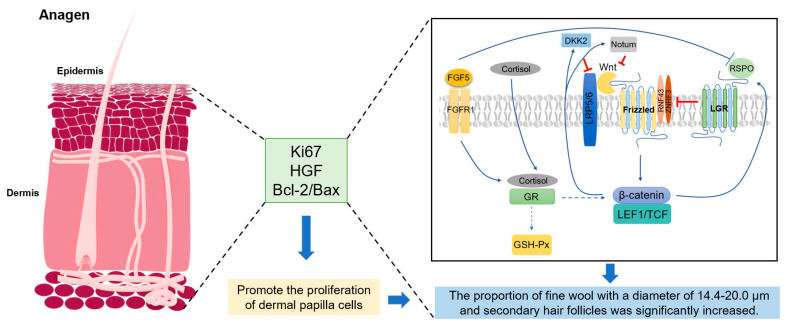 Anagen
Epidermis
Dermis
Ki67
HGF
Bcl-2/Bax
Promote the proliferation
of dermal papilla cells
FGF5
FGFR1
Cortisol
DKK2
Notum
Wnt
LRP5/6
Frizzled
RNF43
ZNRF3
LGR
RSPO
Cortisol
GR
GSH-Px
β-catenin
LEF1/TCF
The proportion of fine wool with a diameter of 14.4-20.0 μm
and secondary hair follicles was significantly increased.